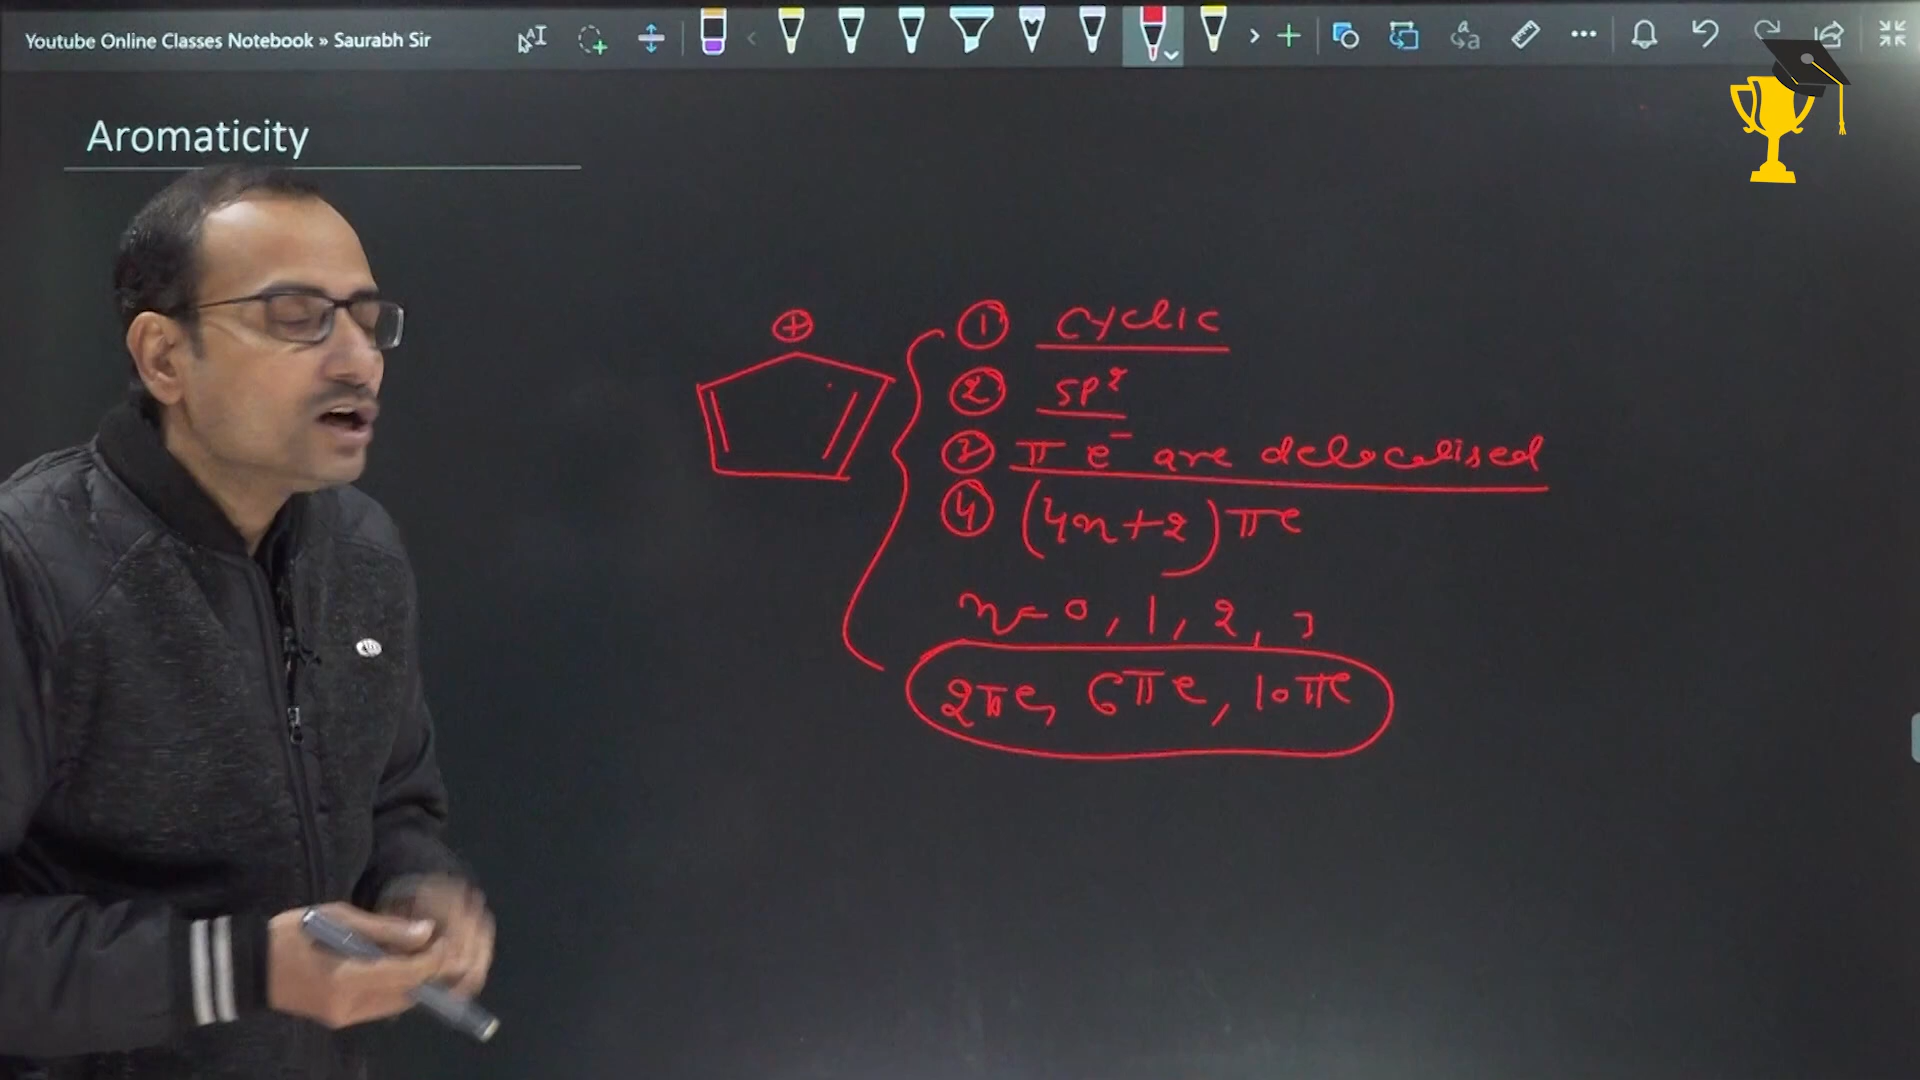 Youtube Online Classes Notebook » Saurabh Sir
Aromaticity
⊕
① cyclic
② sp²
③ π e⁻ are delocalised
④ (4n+2) πe
n = 0, 1, 2, 3
2πe, 6πe, 10πe